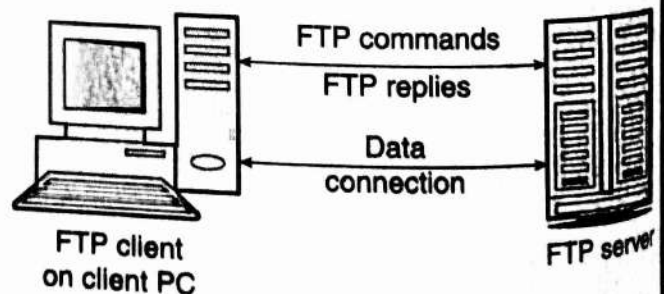 FTP commands
FTP replies
Data
connection
FTP client
on client PC
FTP server